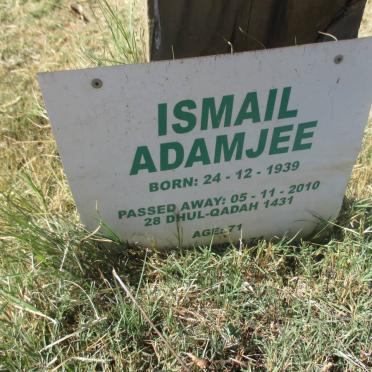 ISMAIL
ADAMJEE
BORN: 24 - 12 - 1939
PASSED AWAY: 05 - 11 - 2010
28 DHUL-QADAH 1431
AGE: 71